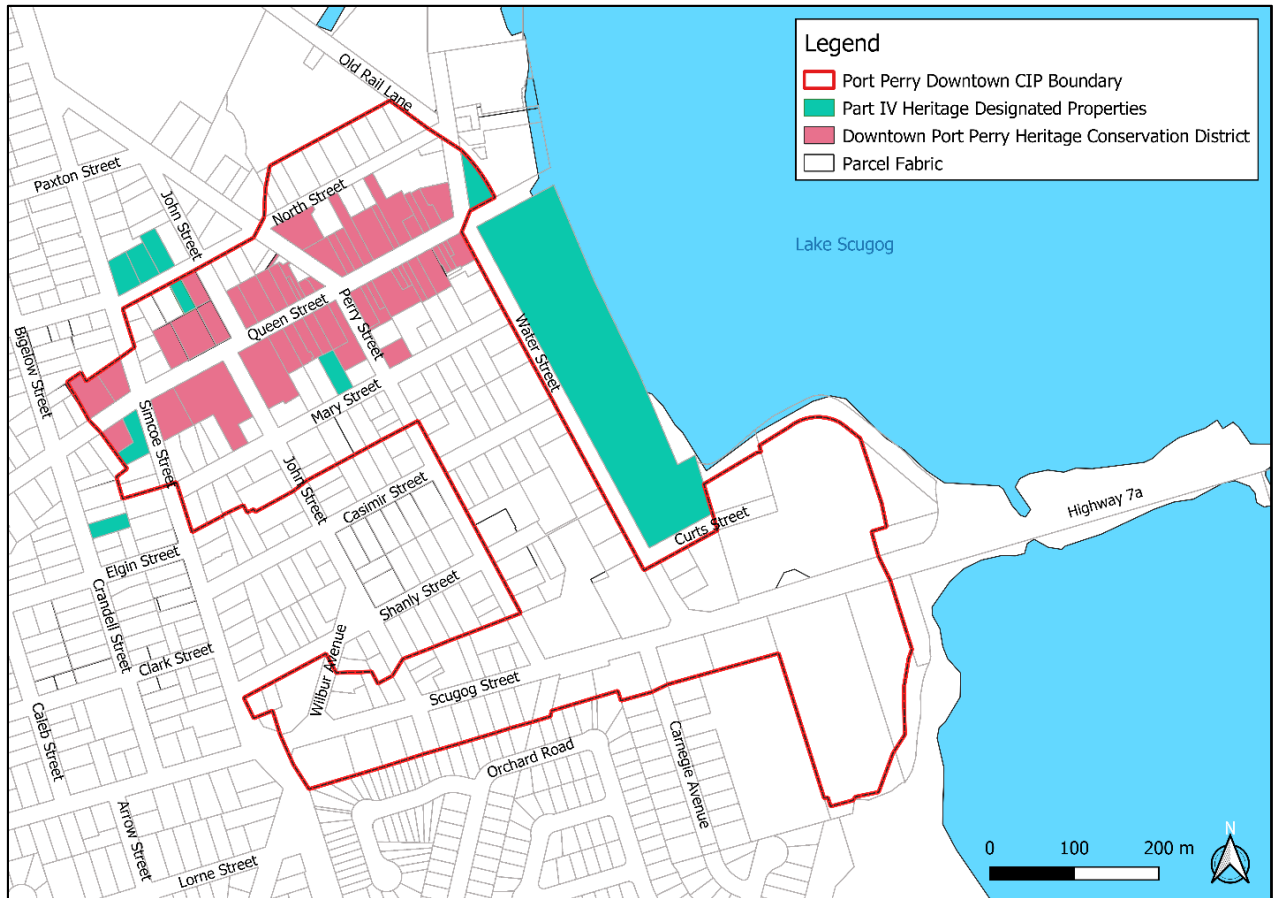 Legend
Port Perry Downtown CIP Boundary
Part IV Heritage Designated Properties
Downtown Port Perry Heritage Conservation District
Parcel Fabric
Old Rail Lane
Paxton Street
John Street
North Street
Lake Scugog
Queen Street
Perry Street
Water Street
Bigelow Street
Mary Street
Simcoe Street
John Street
Casimir Street
Highway 7a
Curts Street
Elgin Street
Crandell Street
Shanly Street
Clark Street
Wilbur Avenue
Scugog Street
Caleb Street
Orchard Road
Carnegie Avenue
Arrow Street
Lorne Street
0 100 200 m
N